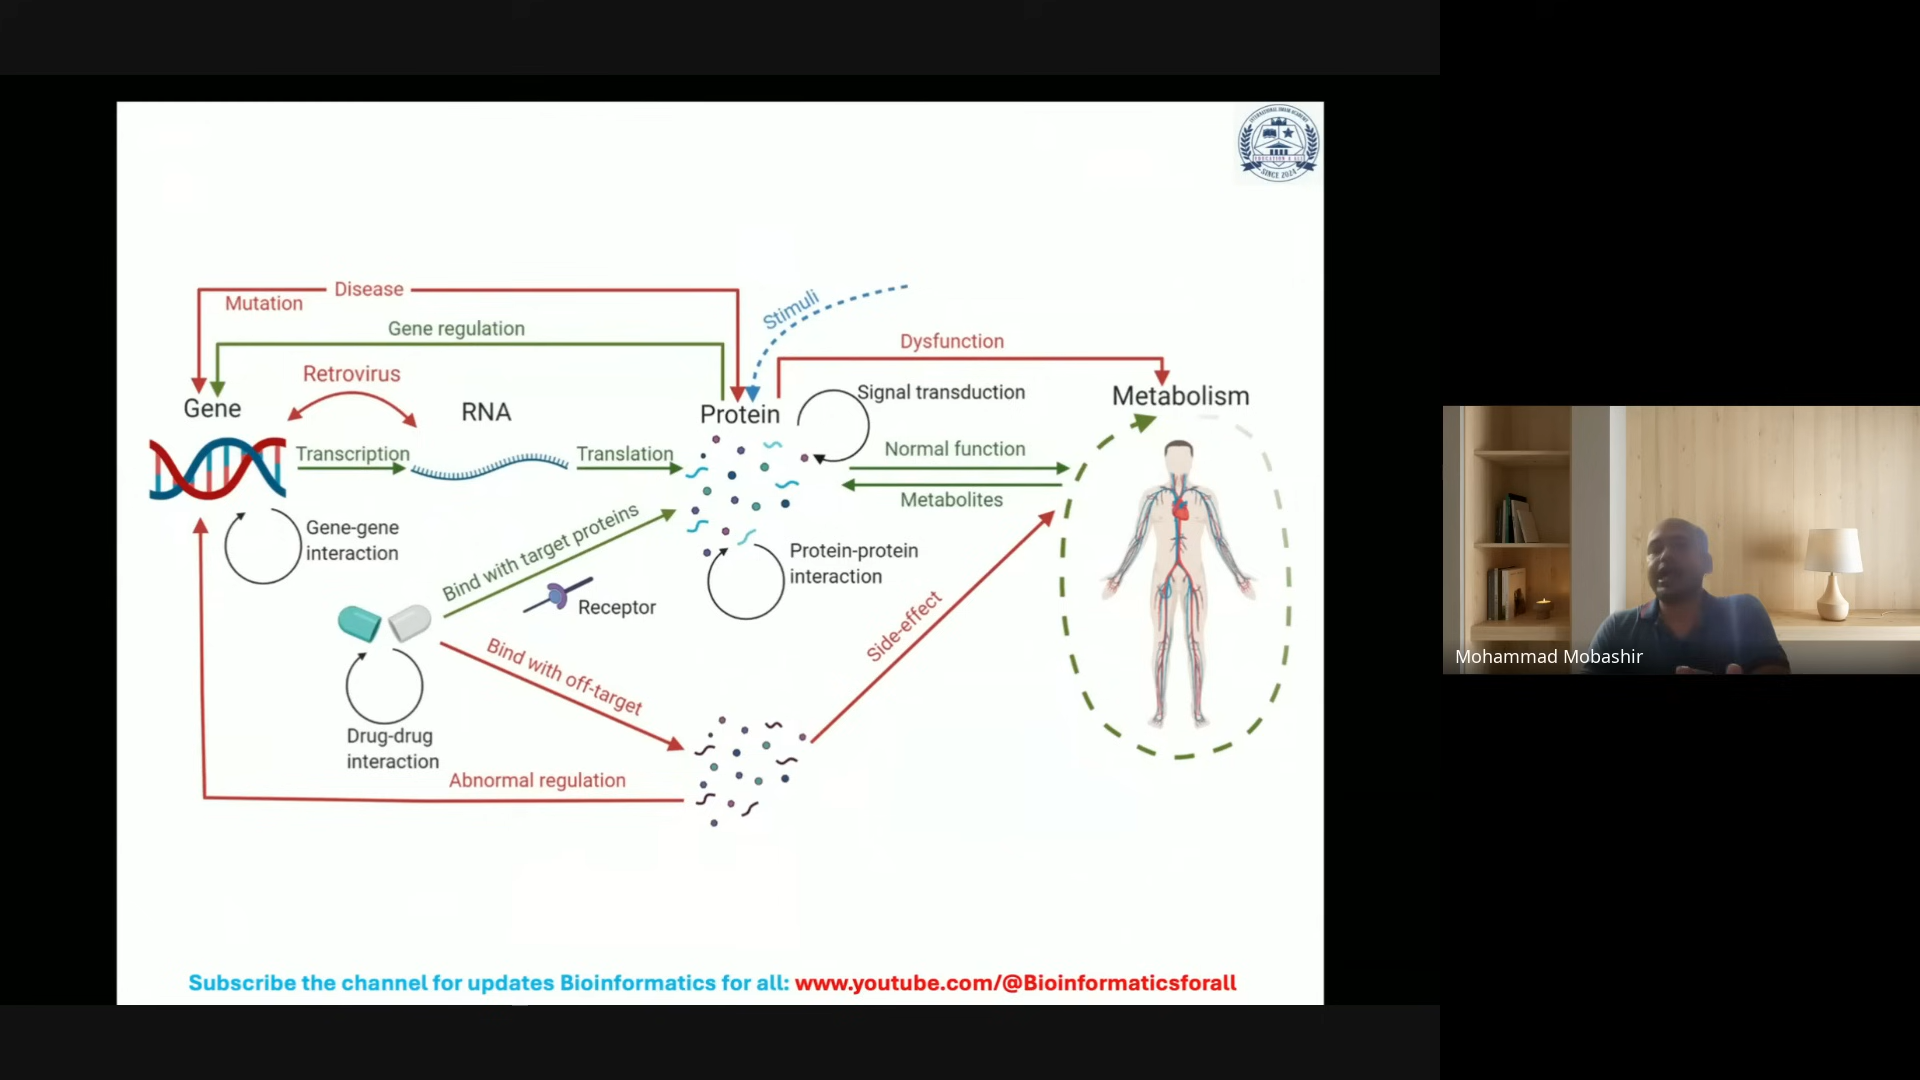 Disease
Mutation
Stimuli
Gene regulation
Dysfunction
Retrovirus
Signal transduction
Metabolism
Gene
RNA
Protein
Transcription
Translation
Normal function
Metabolites
Gene-gene
interaction
Bind with target proteins
Protein-protein
interaction
Receptor
Side-effect
Bind with off-target
Drug-drug
interaction
Abnormal regulation
Mohammad Mobashir
Subscribe the channel for updates Bioinformatics for all: www.youtube.com/@Bioinformaticsforall
SINCE 2024